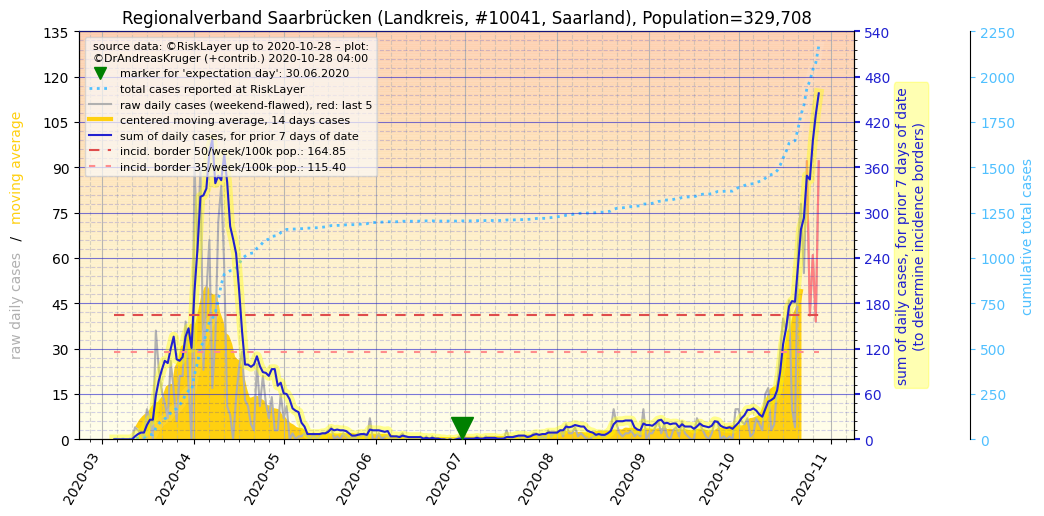 Regionalverband Saarbrücken (Landkreis, #10041, Saarland), Population=329,708
source data: ©RiskLayer up to 2020-10-28 – plot:
©DrAndreasKruger (+contrib.) 2020-10-28 04:00
marker for 'expectation day': 30.06.2020
total cases reported at RiskLayer
raw daily cases (weekend-flawed), red: last 5
centered moving average, 14 days cases
sum of daily cases, for prior 7 days of date
incid. border 50/week/100k pop.: 164.85
incid. border 35/week/100k pop.: 115.40
raw daily cases / moving average
135
120
105
90
75
60
45
30
15
0
2020-03
2020-04
2020-05
2020-06
2020-07
2020-08
2020-09
2020-10
2020-11
540
480
420
360
300
240
180
120
60
0
sum of daily cases, for prior 7 days of date
(to determine incidence borders)
2250
2000
1750
1500
1250
1000
750
500
250
0
cumulative total cases